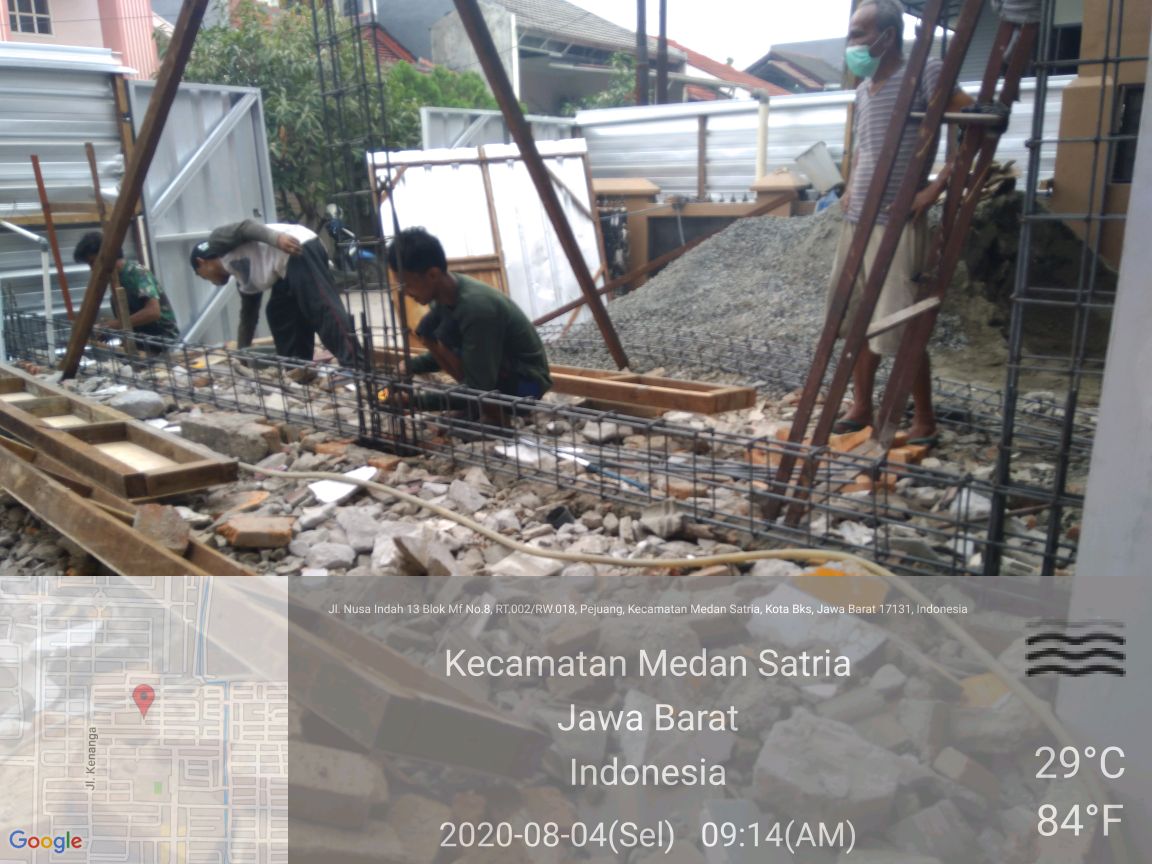 Jl. Nusa Indah 13 Blok Mf No.8, RT.002/RW.018, Pejuang, Kecamatan Medan Satria, Kota Bks, Jawa Barat 17131, Indonesia
Kecamatan Medan Satria
Jawa Barat
Indonesia
2020-08-04(Sel) 09:14(AM)
29°C
84°F
Jl. Kenanga
Google